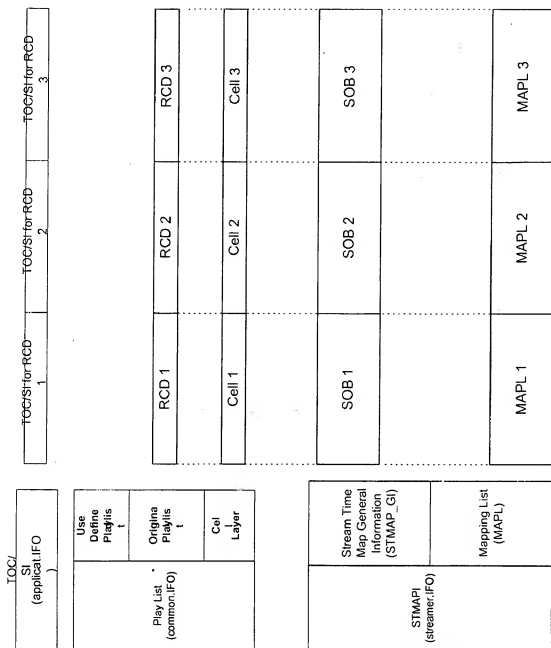 TOC/
SI
(applicat.IFO
)
TOC/SI for RCD
1
TOC/SI for RCD
2
TOC/SI for RCD
3
Play List
(common.IFO)
Use
Define
Playlis
t
Origina
Playlis
t
Cel
Layer
RCD 1
RCD 2
RCD 3
Cell 1
Cell 2
Cell 3
STMAPI
(streamer.IFO)
Stream Time
Map General
Information
(STMAP_GI)
Mapping List
(MAPL)
SOB 1
SOB 2
SOB 3
MAPL 1
MAPL 2
MAPL 3